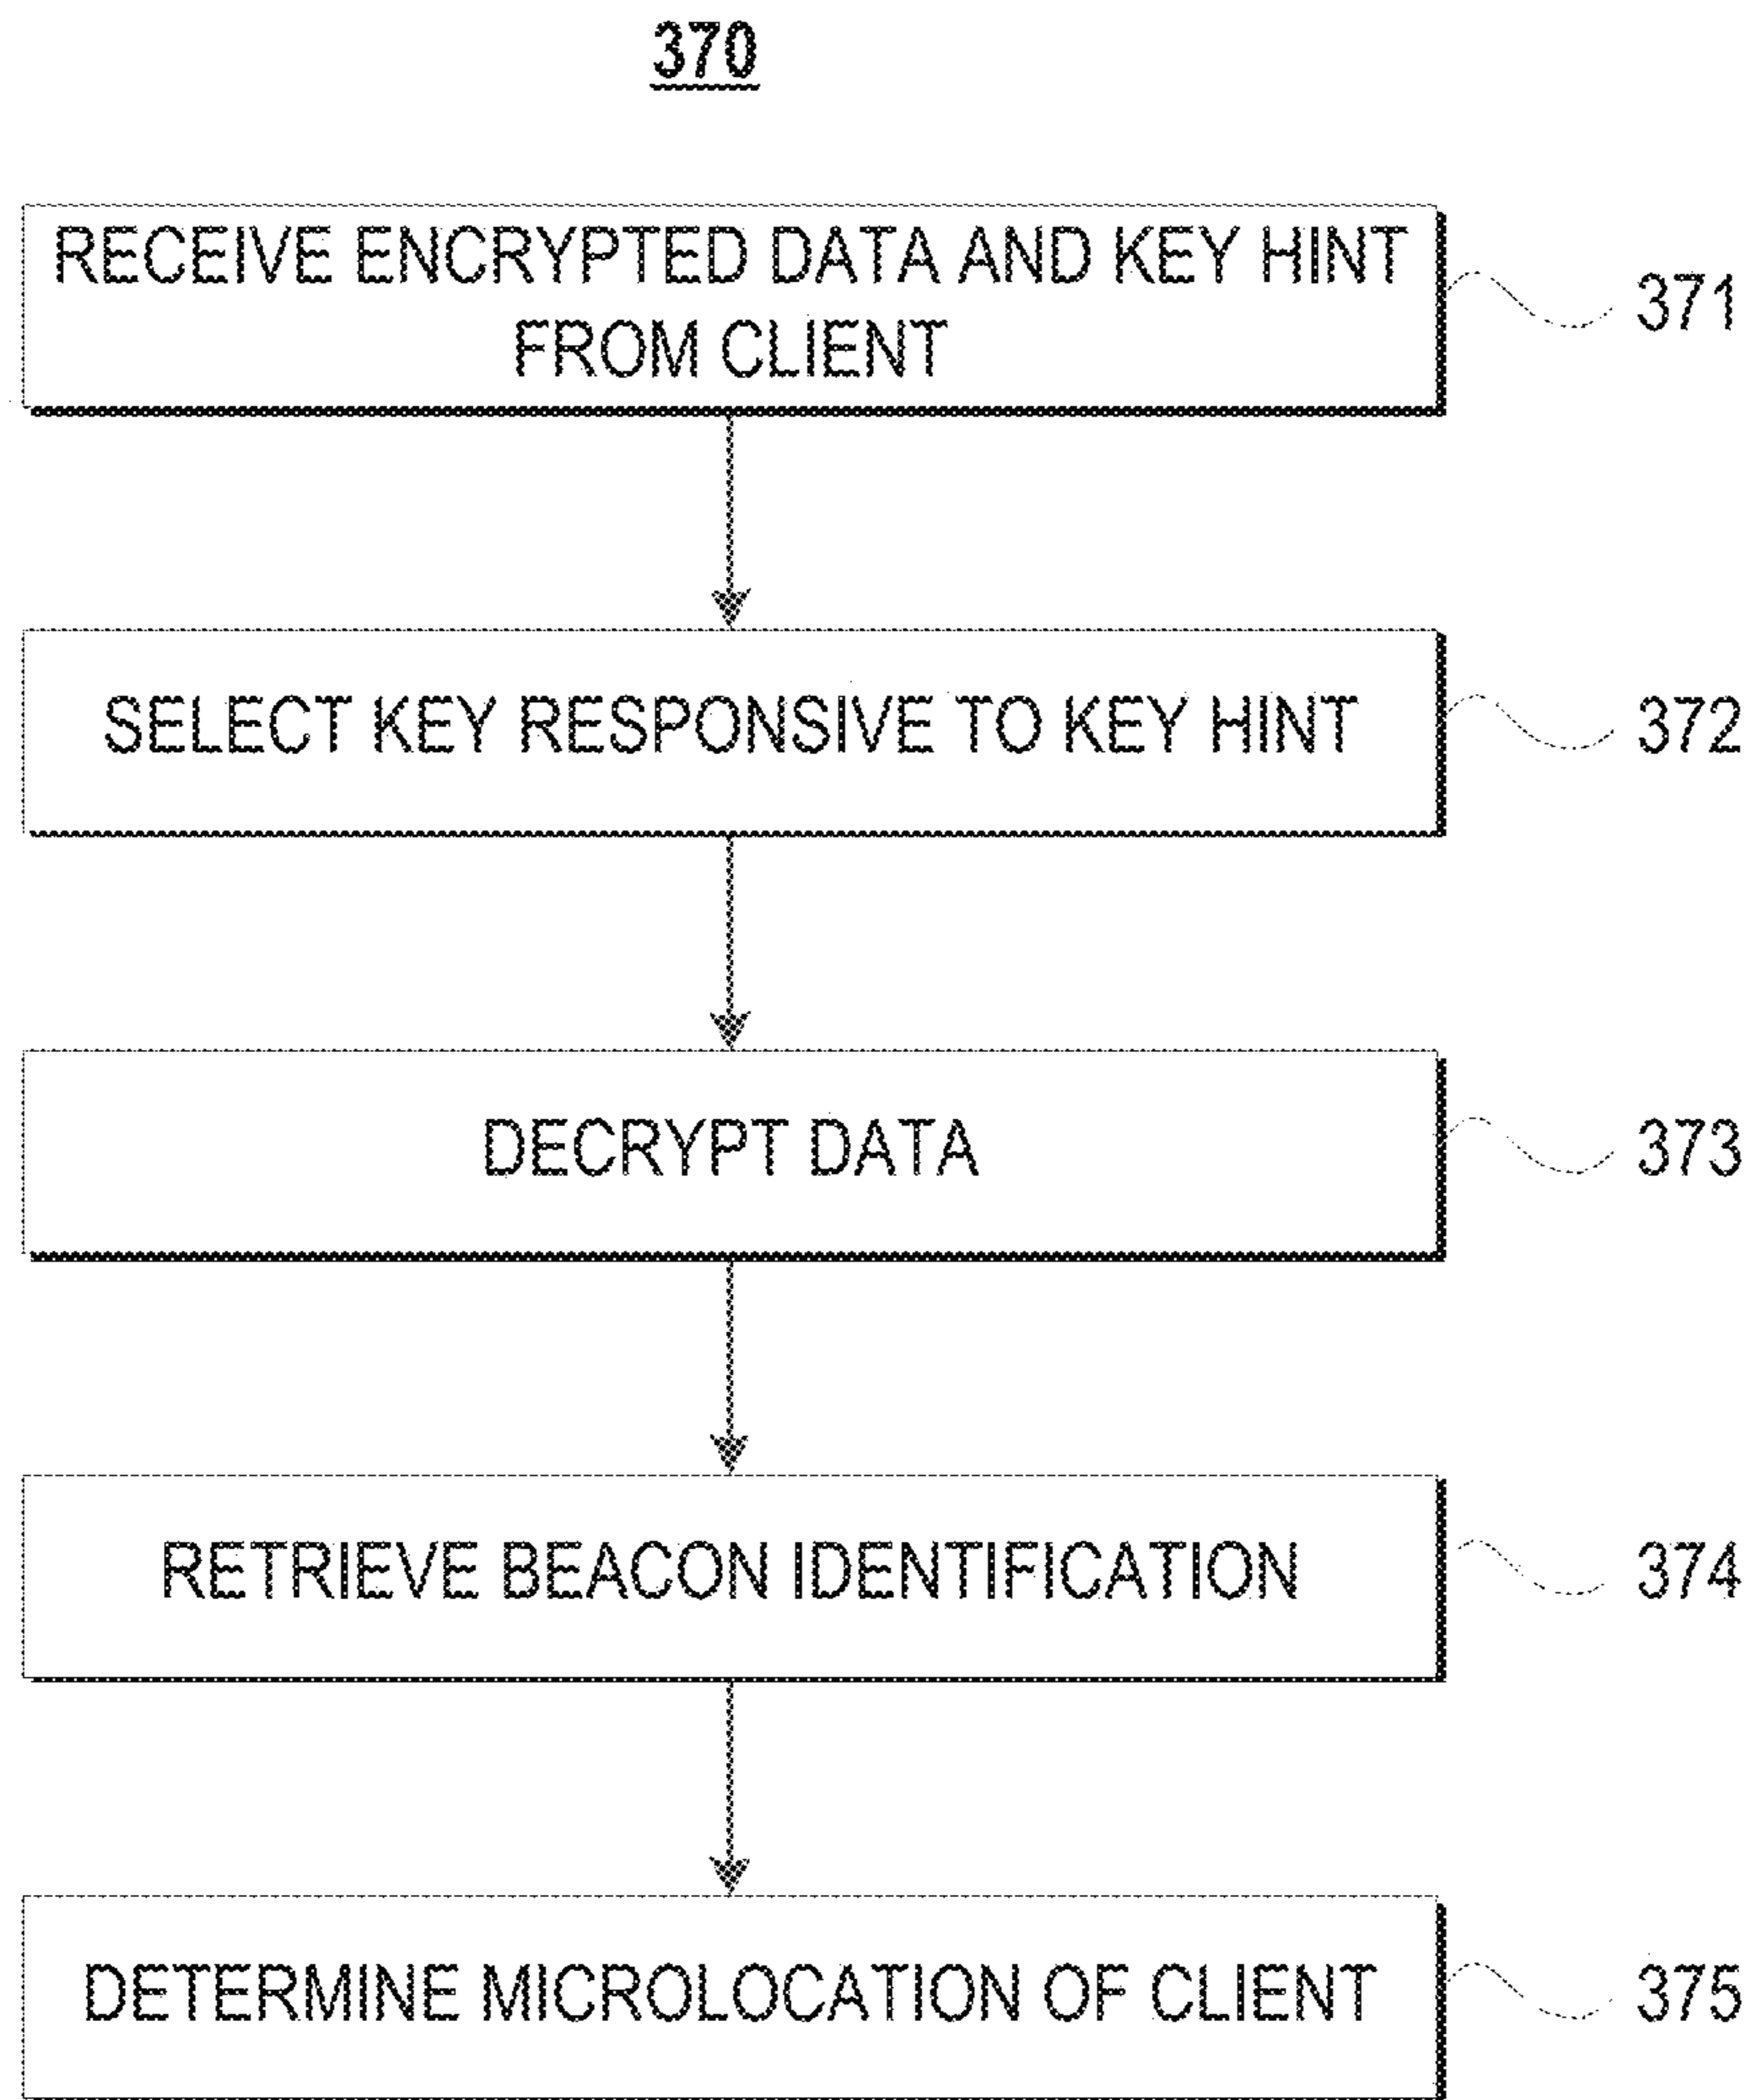 370
RECEIVE ENCRYPTED DATA AND KEY HINT
FROM CLIENT
371
SELECT KEY RESPONSIVE TO KEY HINT
372
DECRYPT DATA
373
RETRIEVE BEACON IDENTIFICATION
374
DETERMINE MICROLOCATION OF CLIENT
375